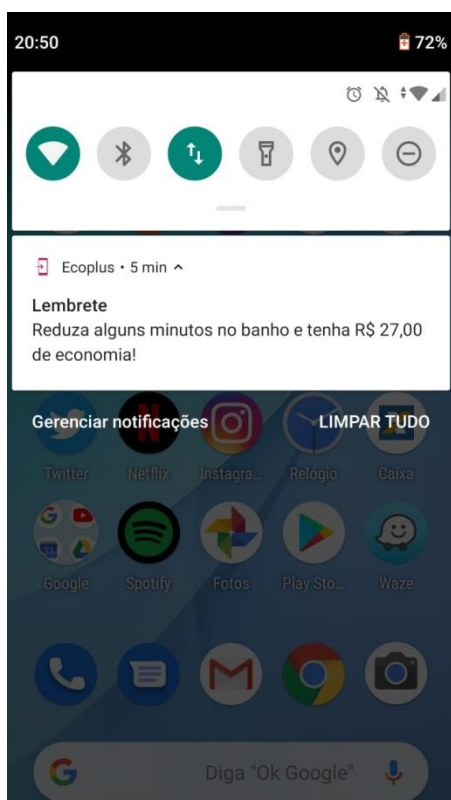 20:50 72%
Ecoplus • 5 min
Lembrete
Reduza alguns minutos no banho e tenha R$ 27,00
de economia!
Gerenciar notificações LIMPAR TUDO
Twitter Netflix Instagra... Relógio Caixa
Google Spotify Fotos Play Sto... Waze
Diga "Ok Google"